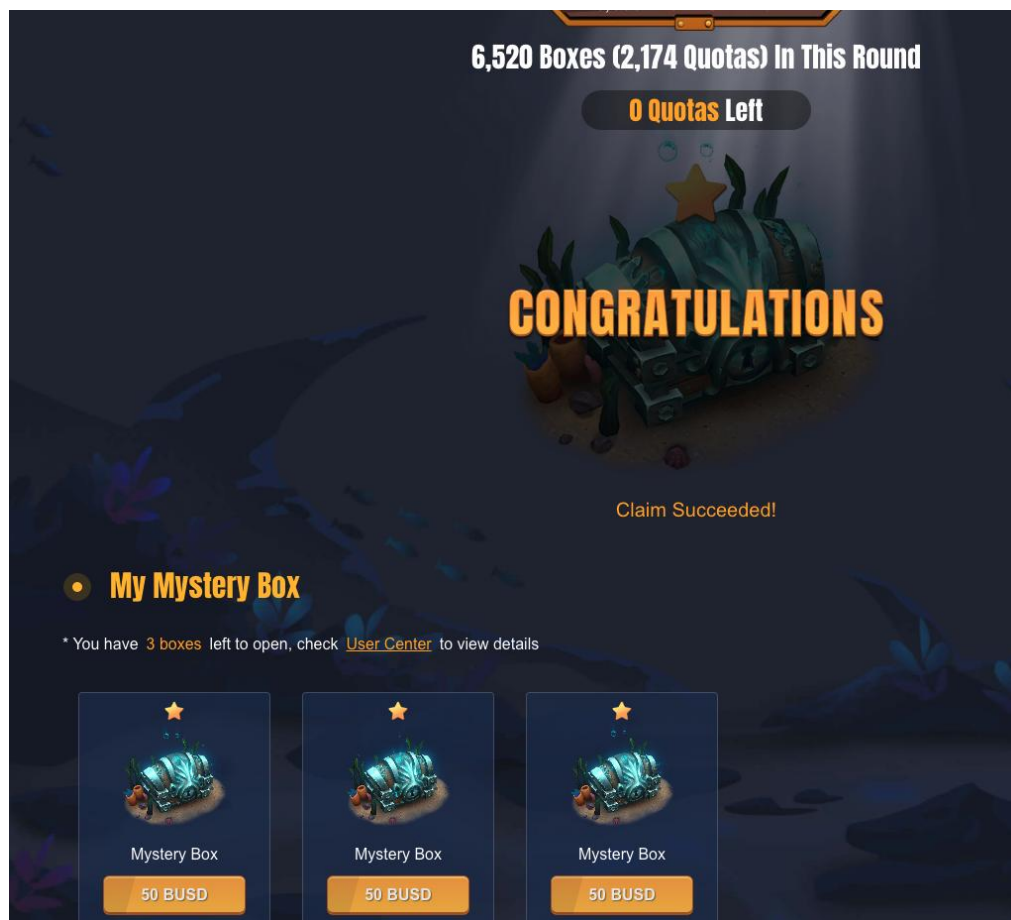 6,520 Boxes (2,174 Quotas) In This Round
0 Quotas Left
CONGRATULATIONS
Claim Succeeded!
My Mystery Box
* You have 3 boxes left to open, check User Center to view details
Mystery Box Mystery Box Mystery Box
50 BUSD 50 BUSD 50 BUSD